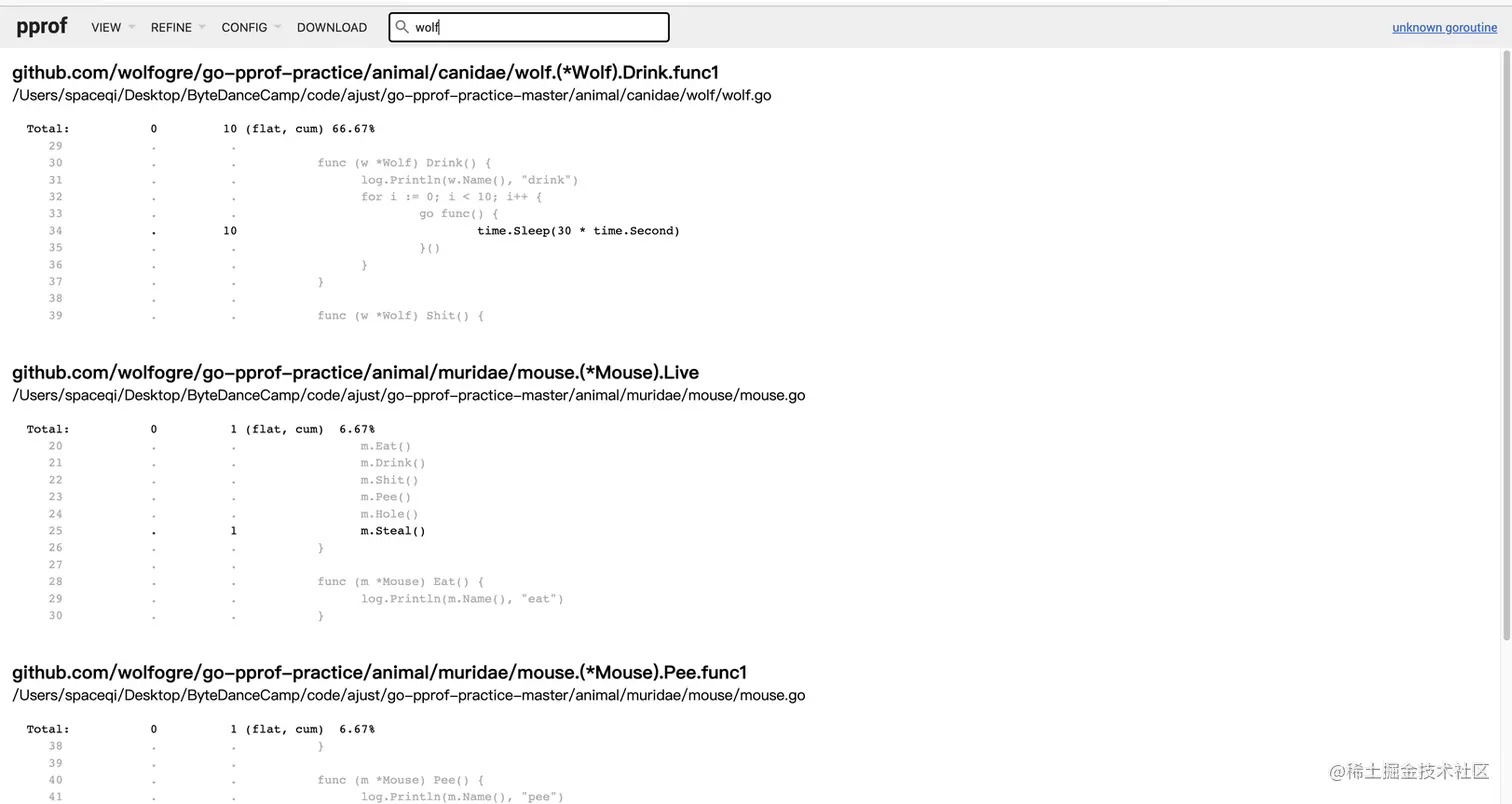 pprof VIEW REFINE CONFIG DOWNLOAD wolf unknown goroutine
github.com/wolfogre/go-pprof-practice/animal/canidae/wolf.(*Wolf).Drink.func1
/Users/spaceqi/Desktop/ByteDanceCamp/code/ajust/go-pprof-practice-master/animal/canidae/wolf/wolf.go
Total: 0 10 (flat, cum) 66.67%
29 . .
30 . . func (w *Wolf) Drink() {
31 . . log.Println(w.Name(), "drink")
32 . . for i := 0; i < 10; i++ {
33 . . go func() {
34 . 10 time.Sleep(30 * time.Second)
35 . . }()
36 . . }
37 . . }
38 . .
39 . . func (w *Wolf) Shit() {
github.com/wolfogre/go-pprof-practice/animal/muridae/mouse.(*Mouse).Live
/Users/spaceqi/Desktop/ByteDanceCamp/code/ajust/go-pprof-practice-master/animal/muridae/mouse/mouse.go
Total: 0 1 (flat, cum) 6.67%
20 . . m.Eat()
21 . . m.Drink()
22 . . m.Shit()
23 . . m.Pee()
24 . . m.Hole()
25 . 1 m.Steal()
26 . . }
27 . .
28 . . func (m *Mouse) Eat() {
29 . . log.Println(m.Name(), "eat")
30 . . }
github.com/wolfogre/go-pprof-practice/animal/muridae/mouse.(*Mouse).Pee.func1
/Users/spaceqi/Desktop/ByteDanceCamp/code/ajust/go-pprof-practice-master/animal/muridae/mouse/mouse.go
Total: 0 1 (flat, cum) 6.67%
38 . . }
39 . .
40 . . func (m *Mouse) Pee() {
41 . . log.Println(m.Name(), "pee")
@稀土掘金技术社区